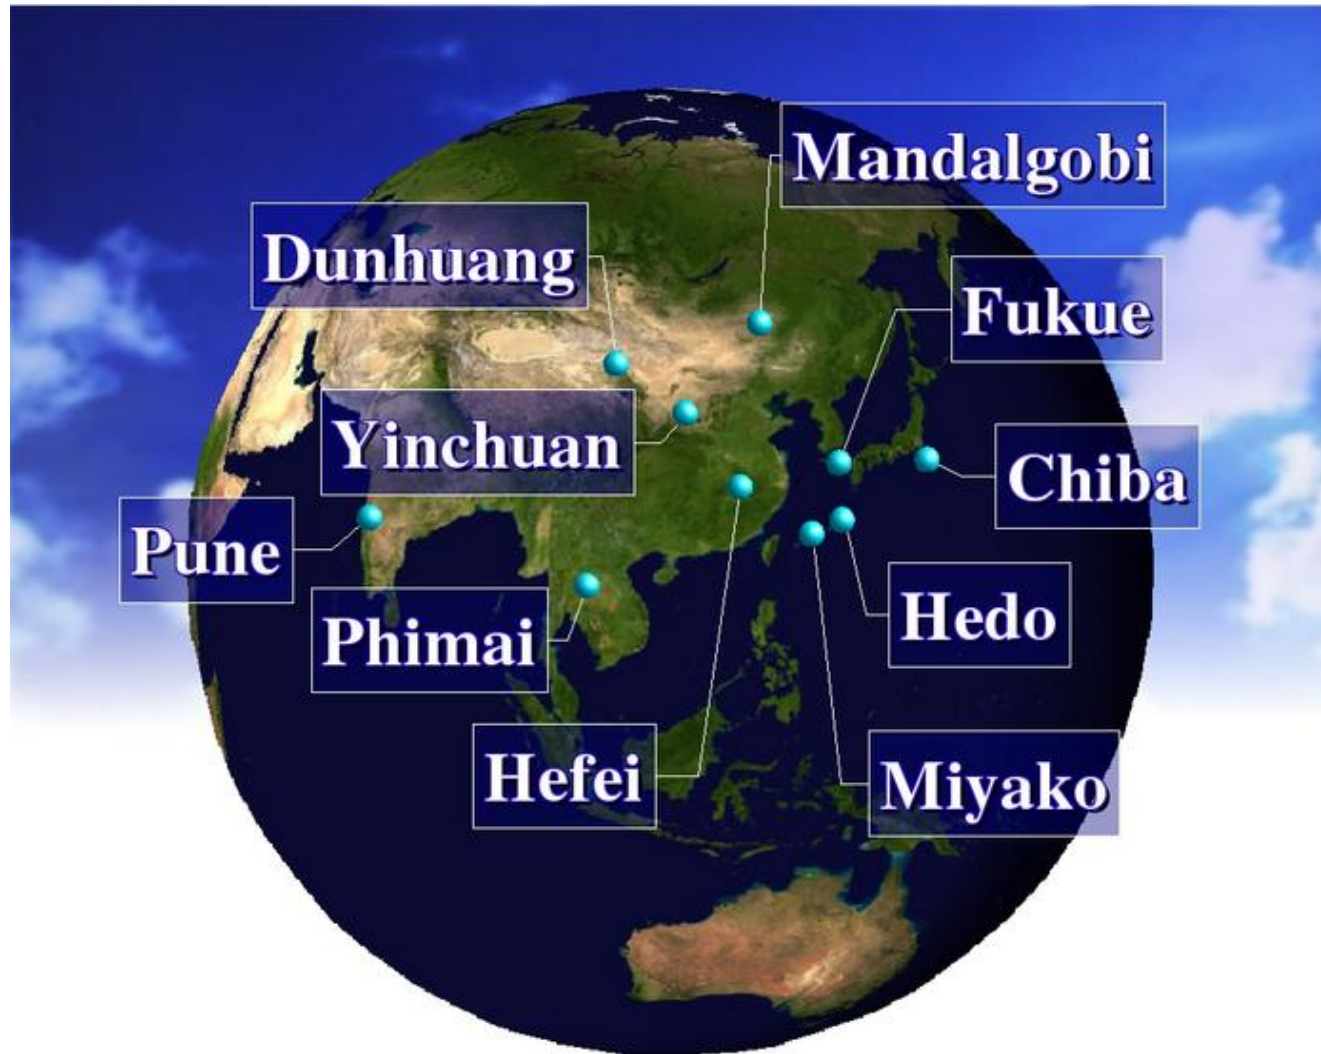 Mandalgobi
Dunhuang
Fukue
Yinchuan
Chiba
Pune
Phimai
Hedo
Hefei
Miyako